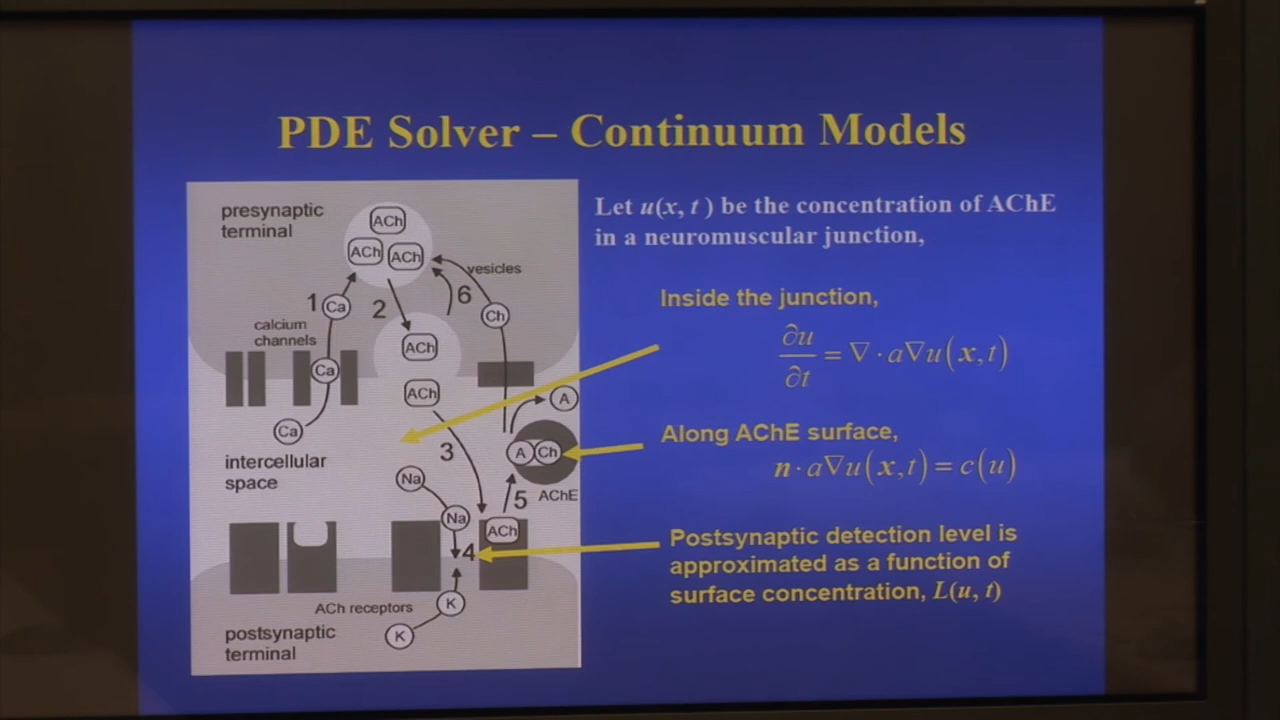 PDE Solver – Continuum Models
presynaptic
terminal
ACh
ACh
ACh
vesicles
1
Ca
2
6
Ch
calcium
channels
ACh
Ca
ACh
A
Ca
3
A
Ch
intercellular
space
Na
5
AChE
Na
ACh
4
ACh receptors
K
K
postsynaptic
terminal
Let u(x, t ) be the concentration of AChE
in a neuromuscular junction,
Inside the junction,
∂u/∂t = ∇ · a∇u(x,t)
Along AChE surface,
n · a∇u(x,t) = c(u)
Postsynaptic detection level is
approximated as a function of
surface concentration, L(u, t)